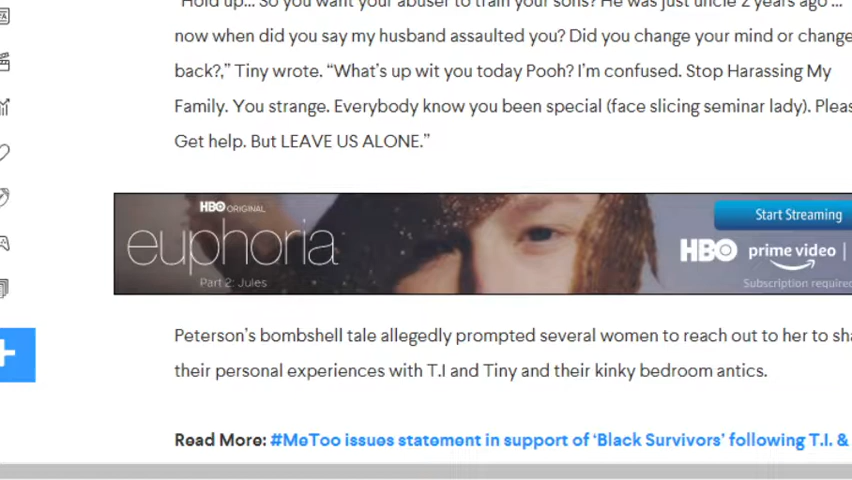 "Hold up... So you want your abuser to train your sons? He was just uncle 2 years ago ...
now when did you say my husband assaulted you? Did you change your mind or change
back?," Tiny wrote. “What’s up wit you today Pooh? I’m confused. Stop Harassing My
Family. You strange. Everybody know you been special (face slicing seminar lady). Pleas
Get help. But LEAVE US ALONE.”
HBO ORIGINAL
euphoria
Part 2: Jules
Start Streaming
HBO prime video |
Subscription require
Peterson’s bombshell tale allegedly prompted several women to reach out to her to sha
their personal experiences with T.I and Tiny and their kinky bedroom antics.
Read More: #MeToo issues statement in support of ‘Black Survivors’ following T.I. &